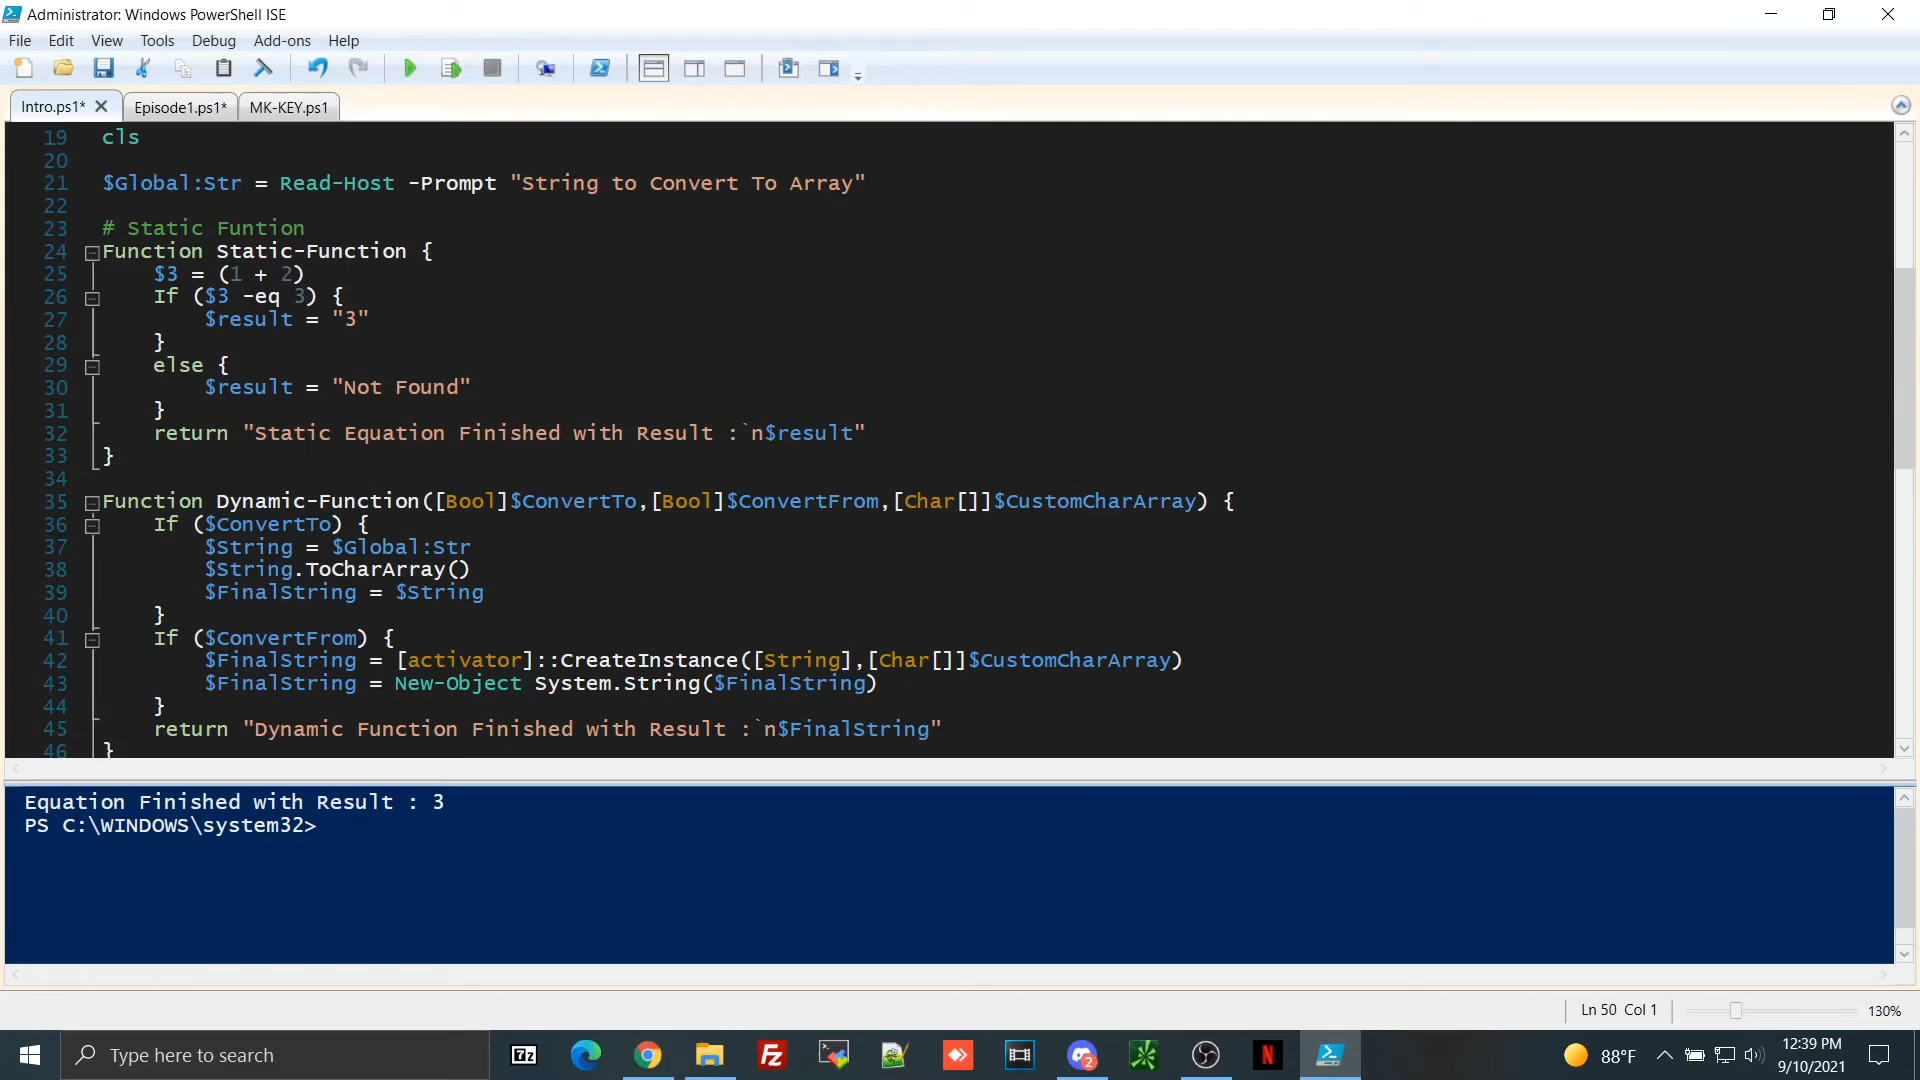 Administrator: Windows PowerShell ISE
File Edit View Tools Debug Add-ons Help
Intro.ps1* Episode1.ps1* MK-KEY.ps1
19 cls
20
21 $Global:Str = Read-Host -Prompt "String to Convert To Array"
22
23 # Static Funtion
24 Function Static-Function {
25 $3 = (1 + 2)
26 If ($3 -eq 3) {
27 $result = "3"
28 }
29 else {
30 $result = "Not Found"
31 }
32 return "Static Equation Finished with Result :`n$result"
33 }
34
35 Function Dynamic-Function([Bool]$ConvertTo,[Bool]$ConvertFrom,[Char[]]$CustomCharArray) {
36 If ($ConvertTo) {
37 $String = $Global:Str
38 $String.ToCharArray()
39 $FinalString = $String
40 }
41 If ($ConvertFrom) {
42 $FinalString = [activator]::CreateInstance([String],[Char[]]$CustomCharArray)
43 $FinalString = New-Object System.String($FinalString)
44 }
45 return "Dynamic Function Finished with Result :`n$FinalString"
46 }
Equation Finished with Result : 3
PS C:\WINDOWS\system32>
Ln 50 Col 1 130%
Type here to search
7z
Fz
2
N
88°F
12:39 PM
9/10/2021